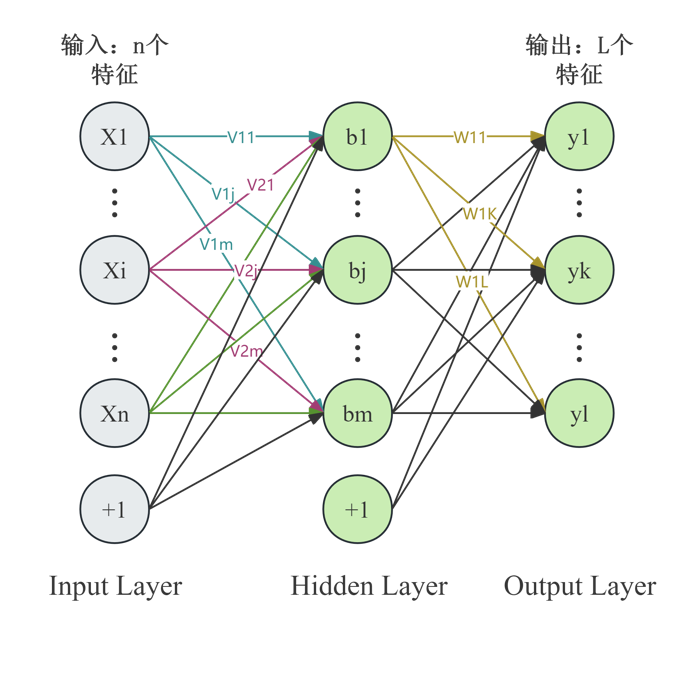 输入：n个
特征
输出：L个
特征
X1
V11
b1
W11
y1
V21
V1j
W1K
V1m
Xi
V2j
bj
W1L
yk
V2m
Xn
bm
yl
+1
+1
Input Layer
Hidden Layer
Output Layer